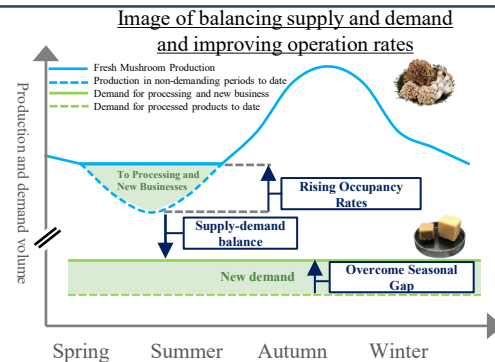 Image of balancing supply and demand
and improving operation rates
Fresh Mushroom Production
Production in non-demanding periods to date
Demand for processing and new business
Demand for processed products to date
Production and demand
volume
To Processing and
New Businesses
Rising Occupancy
Rates
Supply-demand
balance
New demand
Overcome Seasonal
Gap
Spring
Summer
Autumn
Winter